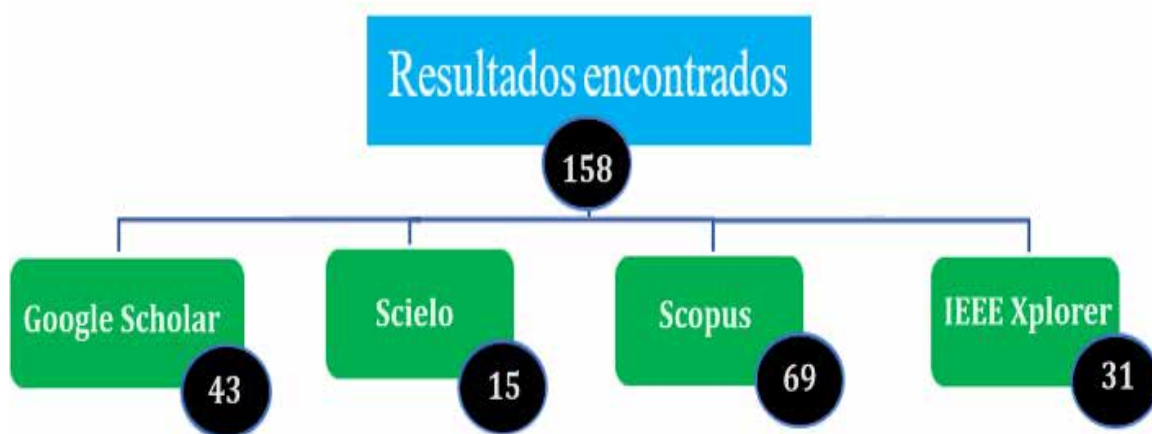 Resultados encontrados
158
Google Scholar
43
Scielo
15
Scopus
69
IEEE Xplorer
31